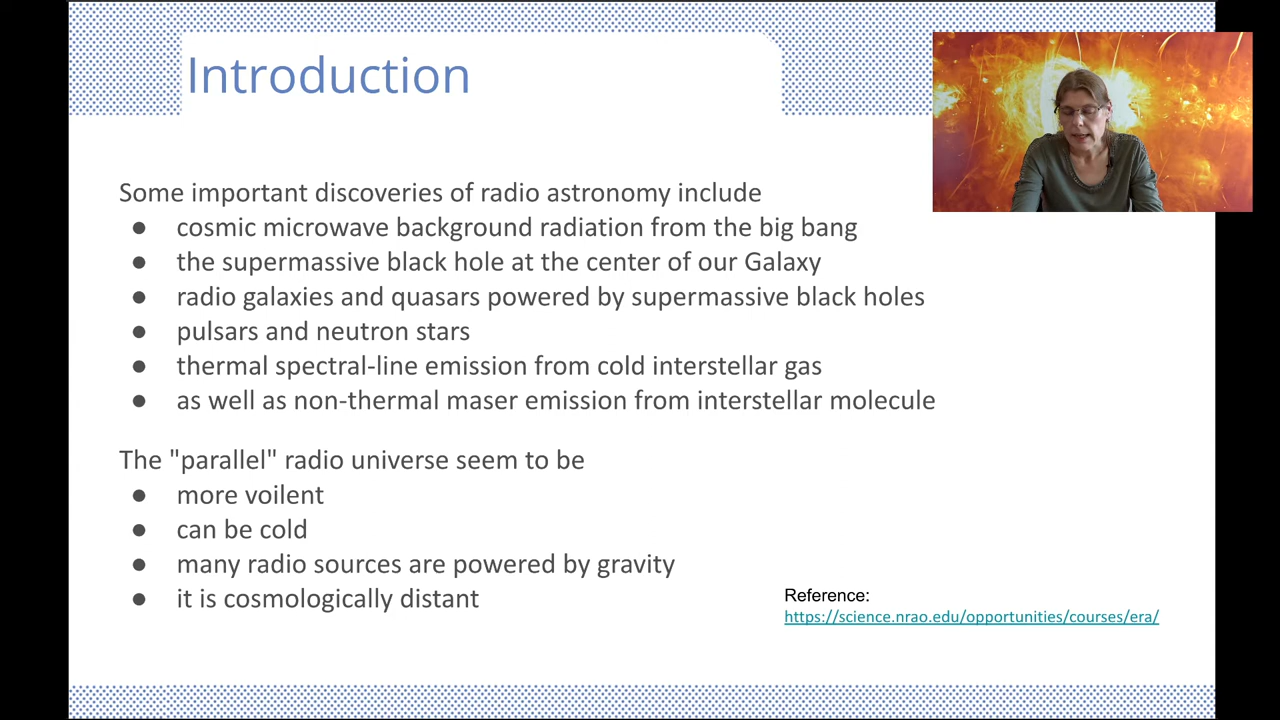 Introduction
Some important discoveries of radio astronomy include
● cosmic microwave background radiation from the big bang
● the supermassive black hole at the center of our Galaxy
● radio galaxies and quasars powered by supermassive black holes
● pulsars and neutron stars
● thermal spectral-line emission from cold interstellar gas
● as well as non-thermal maser emission from interstellar molecule
The "parallel" radio universe seem to be
● more voilent
● can be cold
● many radio sources are powered by gravity
● it is cosmologically distant
Reference:
https://science.nrao.edu/opportunities/courses/era/